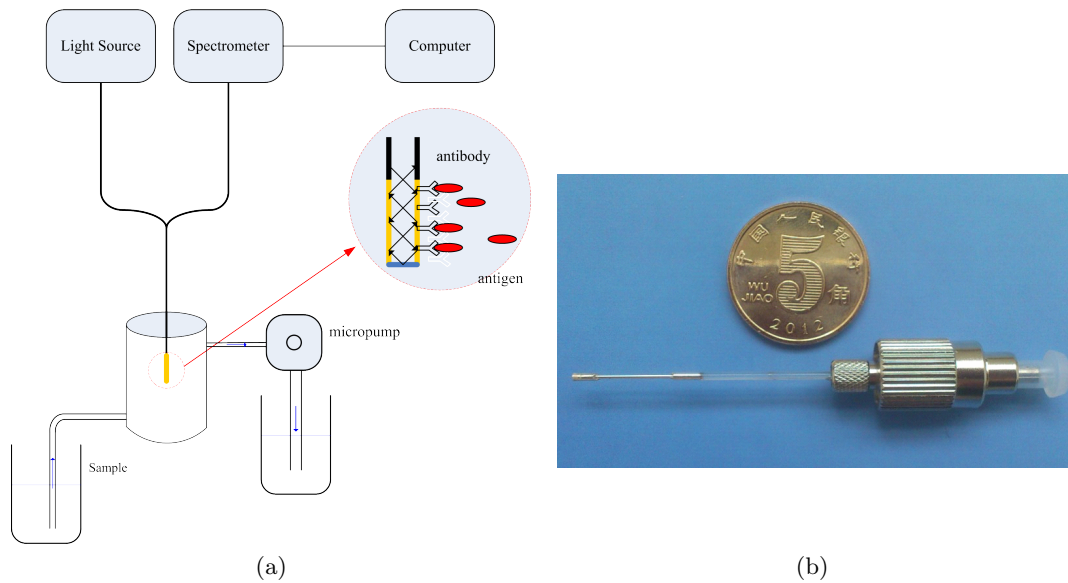 Light Source
Spectrometer
Computer
antibody
antigen
micropump
Sample
中国人民银行
5
WU
JIAO
角
2012
(a)
(b)